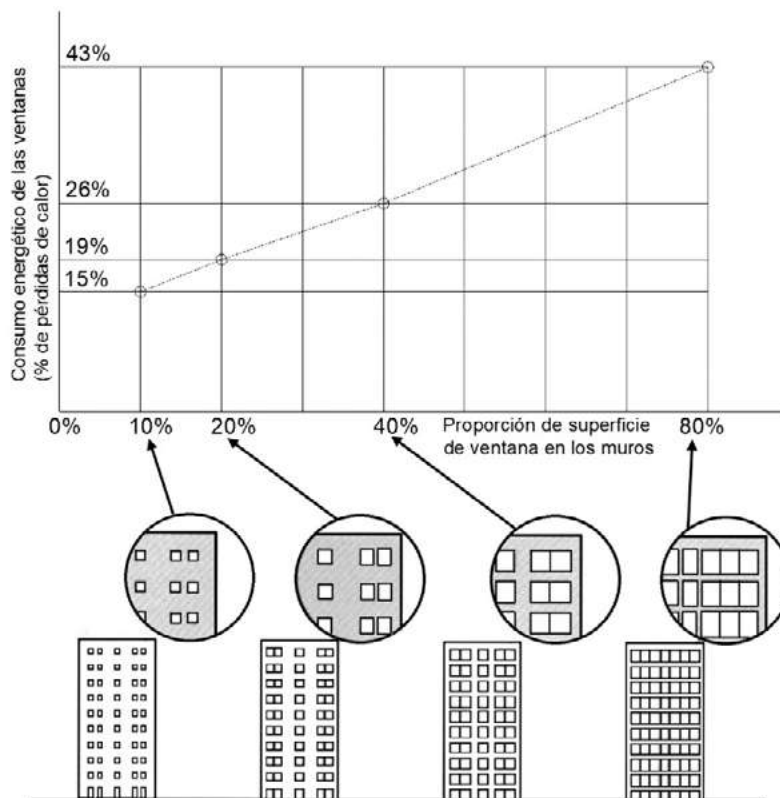 43%
26%
19%
15%
Consumo energético de las ventanas
(% de pérdidas de calor)
0%
10%
20%
40%
Proporción de superficie
de ventana en los muros
80%